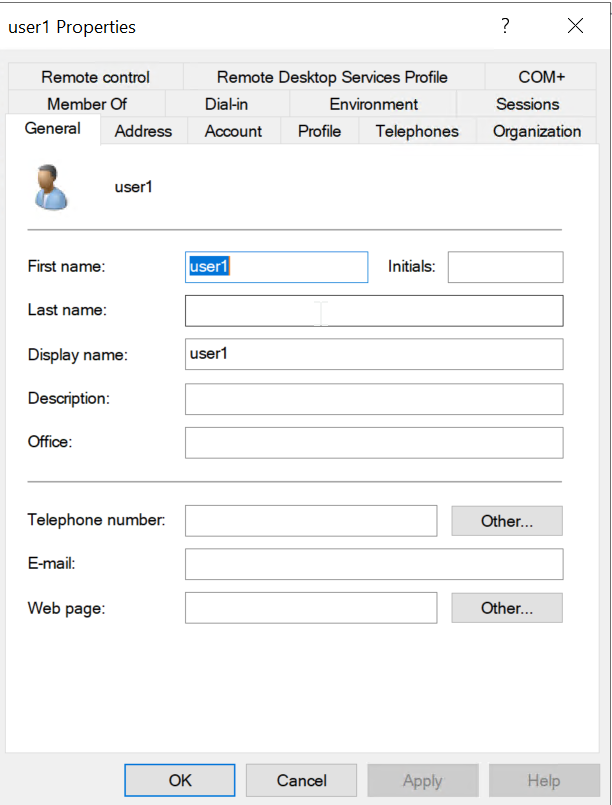 user1 Properties ?
Remote control Remote Desktop Services Profile COM+
Member Of Dial-in Environment Sessions
General Address Account Profile Telephones Organization
user1
First name: user1 Initials:
Last name:
Display name: user1
Description:
Office:
Telephone number: Other...
E-mail:
Web page: Other...
OK Cancel Apply Help